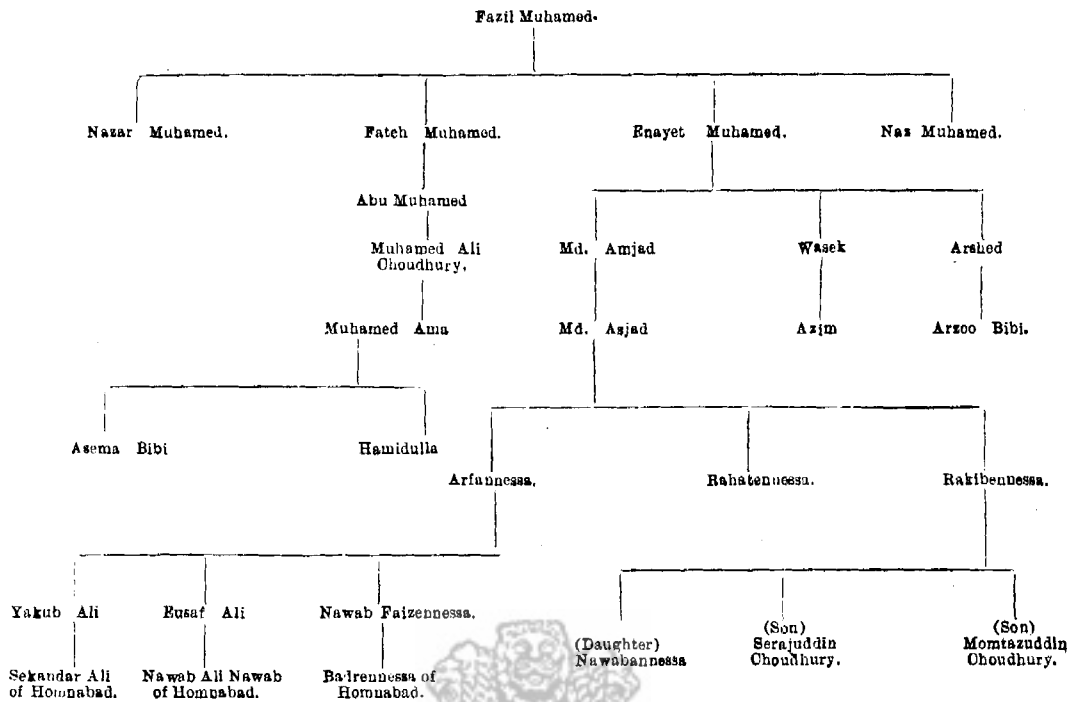 Fazil Muhamed.
Nazar Muhamed. Fateh Muhamed. Enayet Muhamed. Naz Muhamed.
Abu Muhamed
Muhamed Ali Choudhury. Md. Amjad Wasek Arshed
Muhamed Ama Md. Asjad Azim Arzoo Bibi.
Asema Bibi Hamidulla
Arfannessa. Rahatennessa. Rakibennessa.
Yakub Ali Eusaf Ali Nawab Faizennessa.
(Daughter) Nawabannessa (Son) Serajuddin Choudhury. (Son) Momtazuddin Choudhury.
Sekandar Ali of Homnabad. Nawab Ali Nawab of Homnabad. Badrennessa of Homnabad.